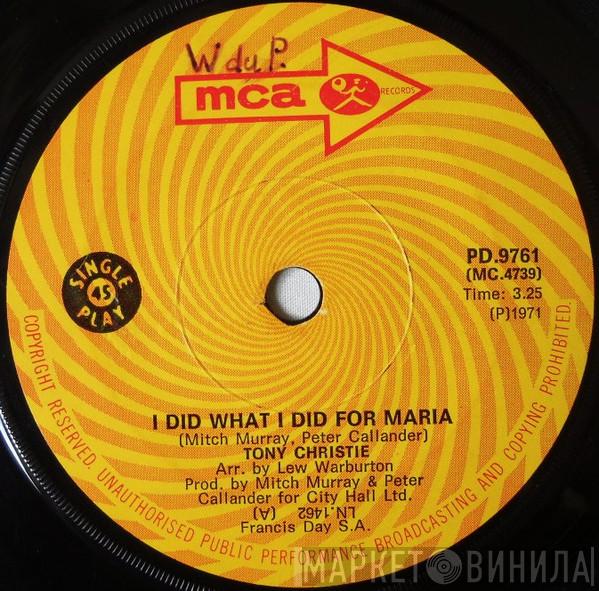 W du P.
mca
RECORDS
PD.9761
(MC.4739)
Time: 3.25
(P)1971
SINGLE
45
PLAY
I DID WHAT I DID FOR MARIA
(Mitch Murray, Peter Callander)
TONY CHRISTIE
Arr. by Lew Warburton
Prod. by Mitch Murray & Peter
Callander for City Hall Ltd.
LN.1462 (A)
Francis Day S.A.
COPYRIGHT RESERVED. UNAUTHORISED PUBLIC PERFORMANCE BROADCASTING AND COPYING PROHIBITED.
МАРКЕТ ВИНИЛА